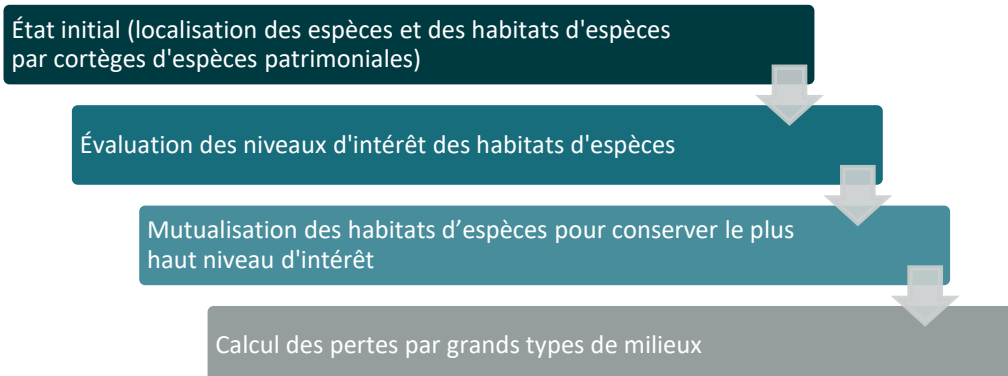 État initial (localisation des espèces et des habitats d'espèces
par cortèges d'espèces patrimoniales)
Évaluation des niveaux d'intérêt des habitats d'espèces
Mutualisation des habitats d’espèces pour conserver le plus
haut niveau d'intérêt
Calcul des pertes par grands types de milieux